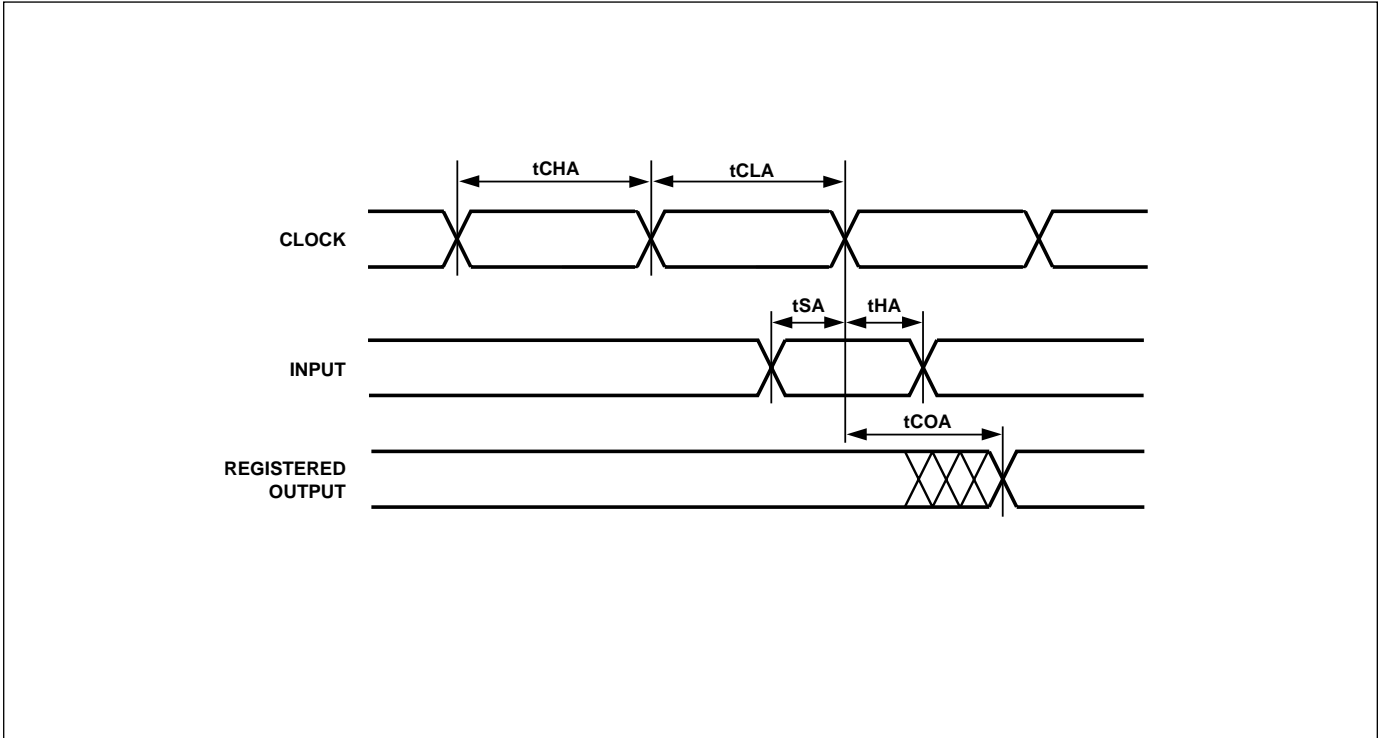 tCHA
tCLA
CLOCK
tSA
tHA
INPUT
tCOA
REGISTERED
OUTPUT